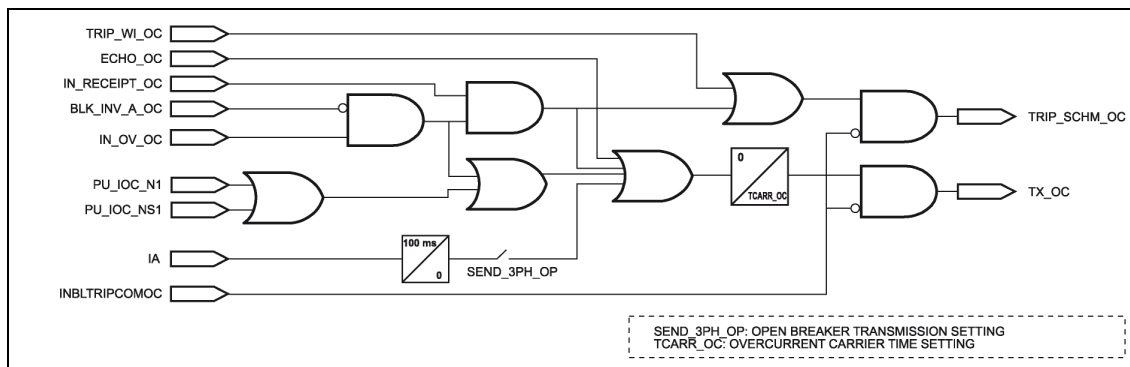 TRIP_WI_OC
ECHO_OC
IN_RECEIPT_OC
BLK_INV_A_OC
IN_OV_OC
PU_IOC_N1
PU_IOC_NS1
IA
INBLTRIPCOMOC
100 ms
0
SEND_3PH_OP
0
TCARR_OC
TRIP_SCHM_OC
TX_OC
SEND_3PH_OP: OPEN BREAKER TRANSMISSION SETTING
TCARR_OC: OVERCURRENT CARRIER TIME SETTING